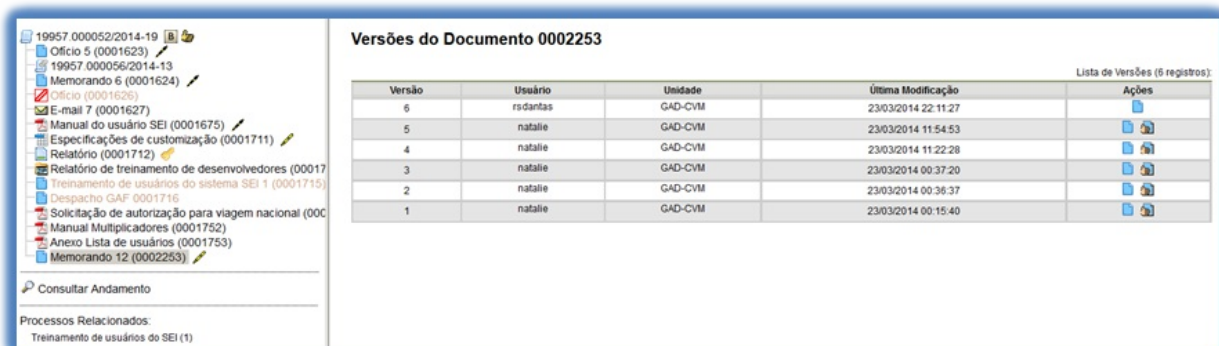 19957.000052/2014-19 B
Ofício 5 (0001623)
19957.000056/2014-13
Memorando 6 (0001624)
Ofício (0001626)
E-mail 7 (0001627)
Manual do usuário SEI (0001675)
Especificações de customização (0001711)
Relatório (0001712)
Relatório de treinamento de desenvolvedores (00017
Treinamento de usuários do sistema SEI 1 (0001715)
Despacho GAF 0001716
Solicitação de autorização para viagem nacional (000
Manual Multiplicadores (0001752)
Anexo Lista de usuários (0001753)
Memorando 12 (0002253)
Consultar Andamento
Processos Relacionados:
Treinamento de usuários do SEI (1)
Versões do Documento 0002253
Lista de Versões (6 registros):
Versão Usuário Unidade Última Modificação Ações
6 rsdantas GAD-CVM 23/03/2014 22:11:27
5 natalie GAD-CVM 23/03/2014 11:54:53
4 natalie GAD-CVM 23/03/2014 11:22:28
3 natalie GAD-CVM 23/03/2014 00:37:20
2 natalie GAD-CVM 23/03/2014 00:36:37
1 natalie GAD-CVM 23/03/2014 00:15:40